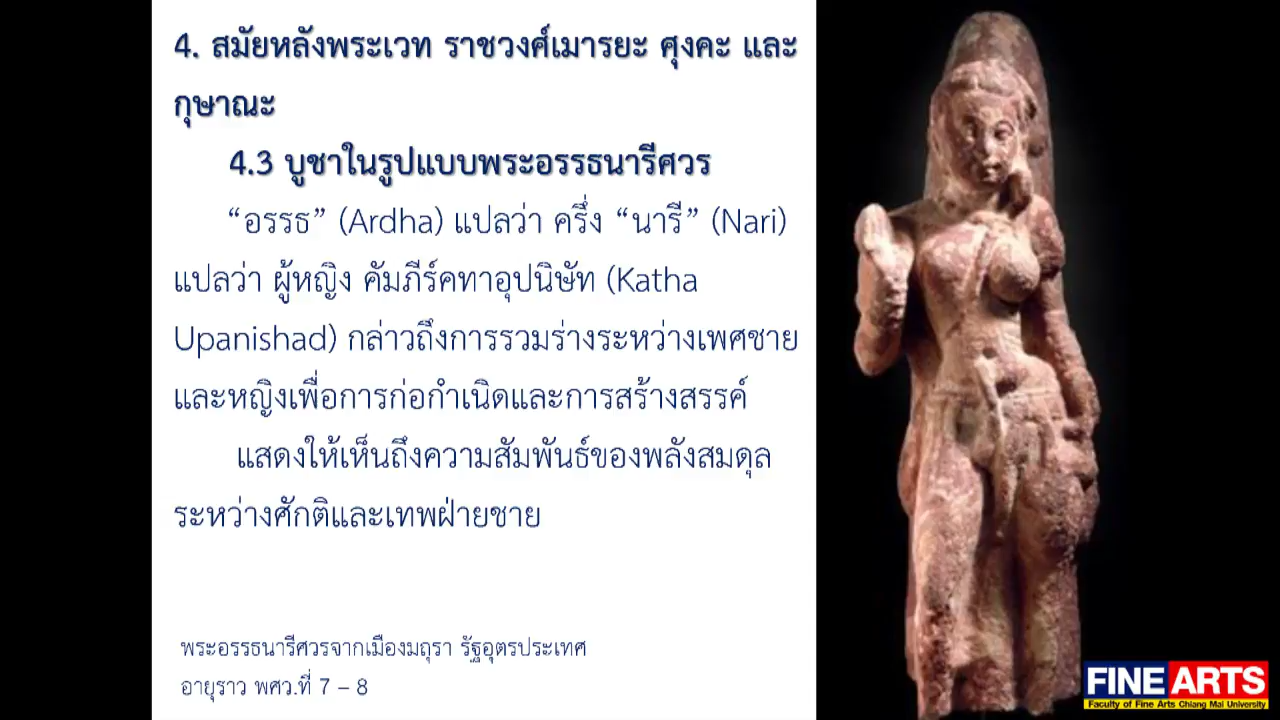 4. สมัยหลังพระเวท ราชวงศ์เมารยะ ศุงคะ และ
กุษาณะ
4.3 บูชาในรูปแบบพระอรรธนารีศวร
“อรรธ” (Ardha) แปลว่า ครึ่ง “นารี” (Nari)
แปลว่า ผู้หญิง คัมภีร์คทาอุปนิษัท (Katha
Upanishad) กล่าวถึงการรวมร่างระหว่างเพศชาย
และหญิงเพื่อการก่อกำเนิดและการสร้างสรรค์
แสดงให้เห็นถึงความสัมพันธ์ของพลังสมดุล
ระหว่างศักติและเทพฝ่ายชาย
พระอรรธนารีศวรจากเมืองมถุรา รัฐอุตรประเทศ
อายุราว พศว.ที่ 7 – 8
FINE ARTS
Faculty of Fine Arts Chiang Mai University